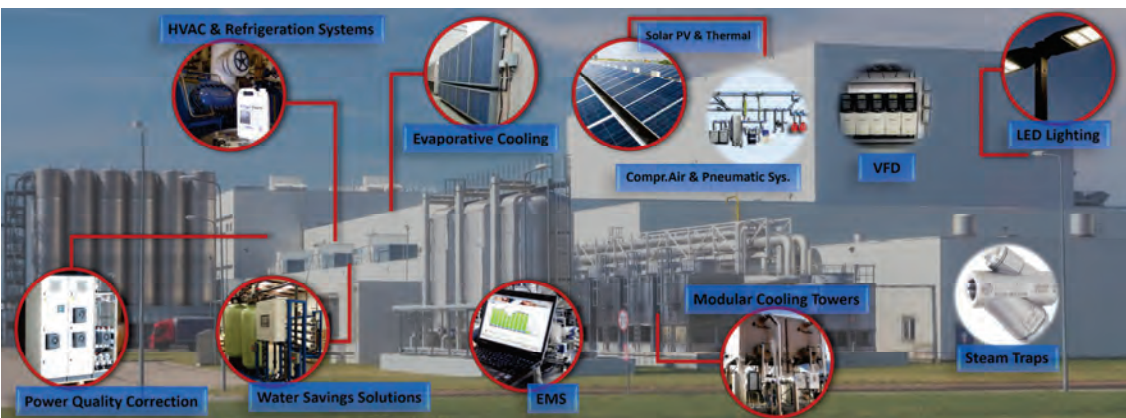 HVAC & Refrigeration Systems
Solar PV & Thermal
Evaporative Cooling
LED Lighting
Compr.Air & Pneumatic Sys.
VFD
Modular Cooling Towers
Steam Traps
Power Quality Correction
Water Savings Solutions
EMS